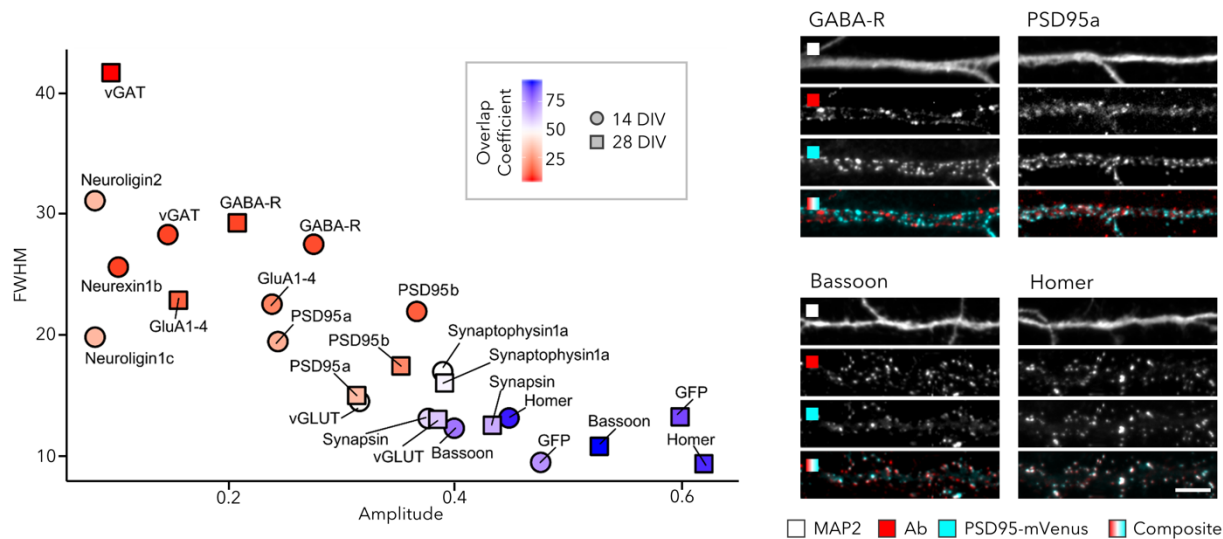 GABA-R PSD95a
40
vGAT
Overlap
Coefficient
75
50
25
14 DIV
28 DIV
Neuroligin2
30
vGAT
GABA-R
GABA-R
FWHM
Neurexin1b
GluA1-4
GluA1-4
PSD95b
Bassoon Homer
20
Neuroligin1c
PSD95a
PSD95b
Synaptophysin1a
Synaptophysin1a
PSD95a
vGLUT
Synapsin
Homer
GFP
Synapsin
vGLUT
Bassoon
GFP
Bassoon
Homer
10
0.2 0.4 0.6
Amplitude
MAP2 Ab PSD95-mVenus Composite